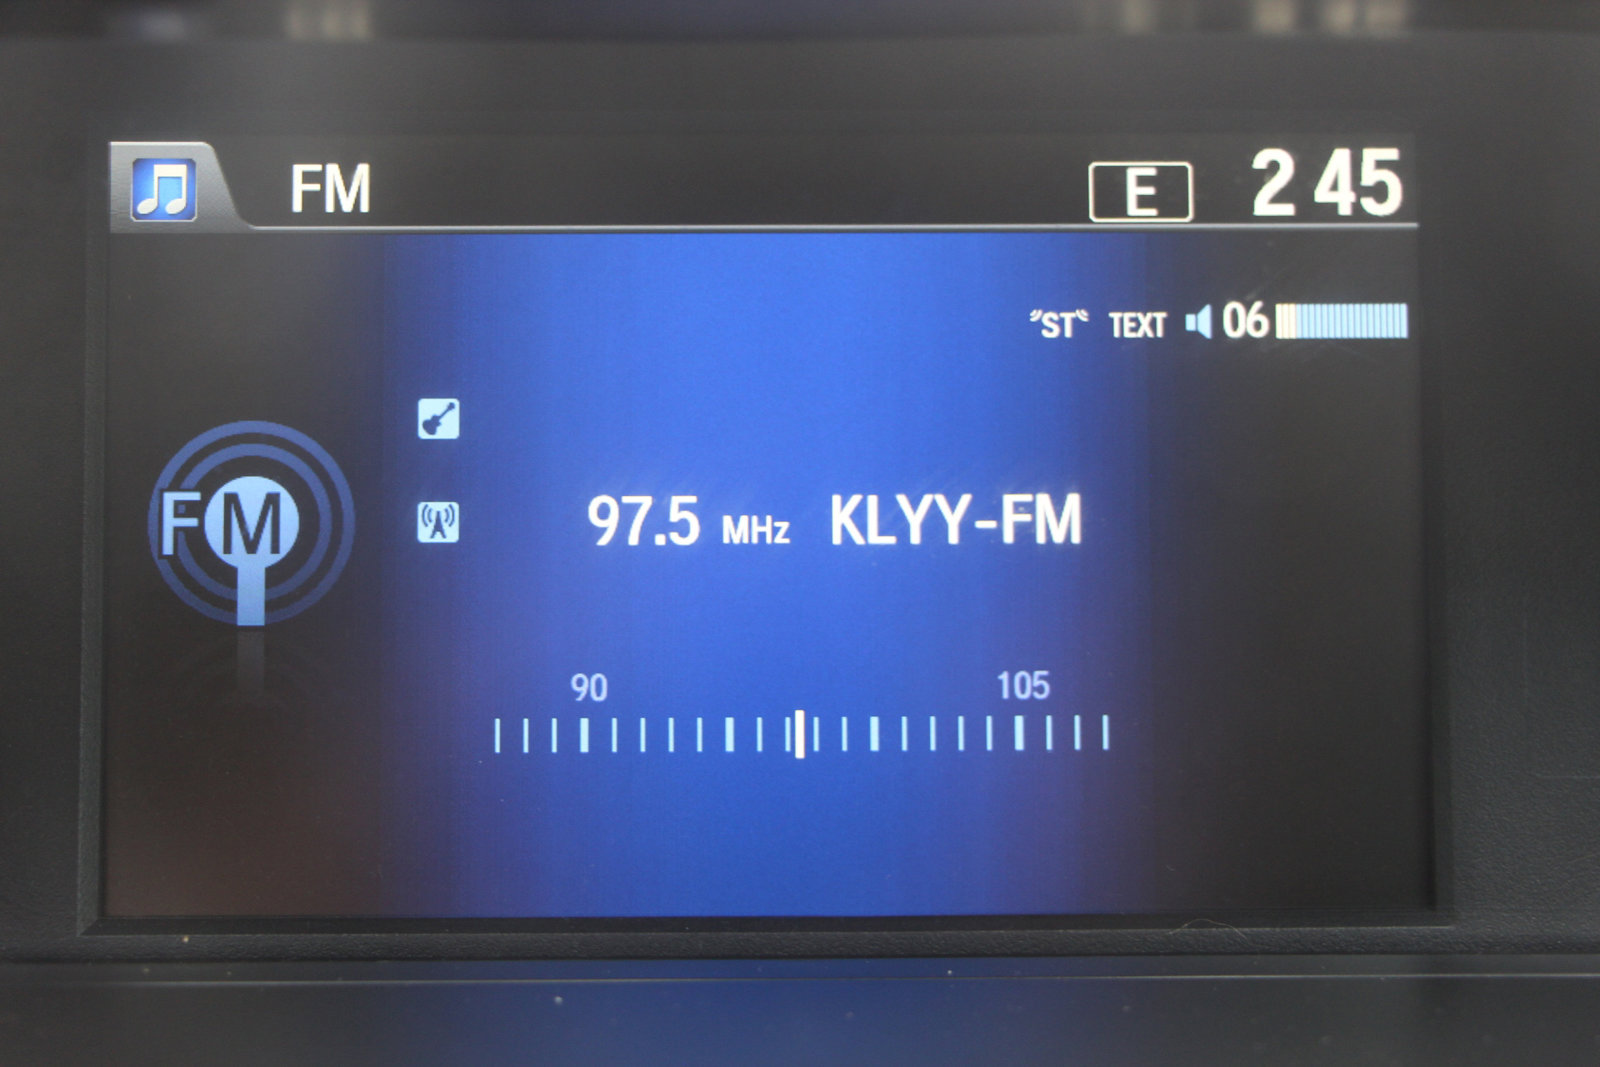 FM E 2 45
"ST" TEXT 06
FM
97.5 MHz KLYY-FM
90 105